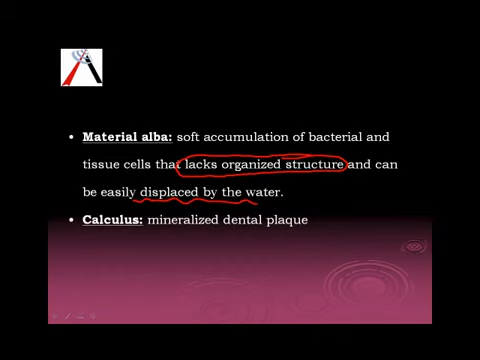 • Material alba: soft accumulation of bacterial and
tissue cells that lacks organized structure and can
be easily displaced by the water.
• Calculus: mineralized dental plaque